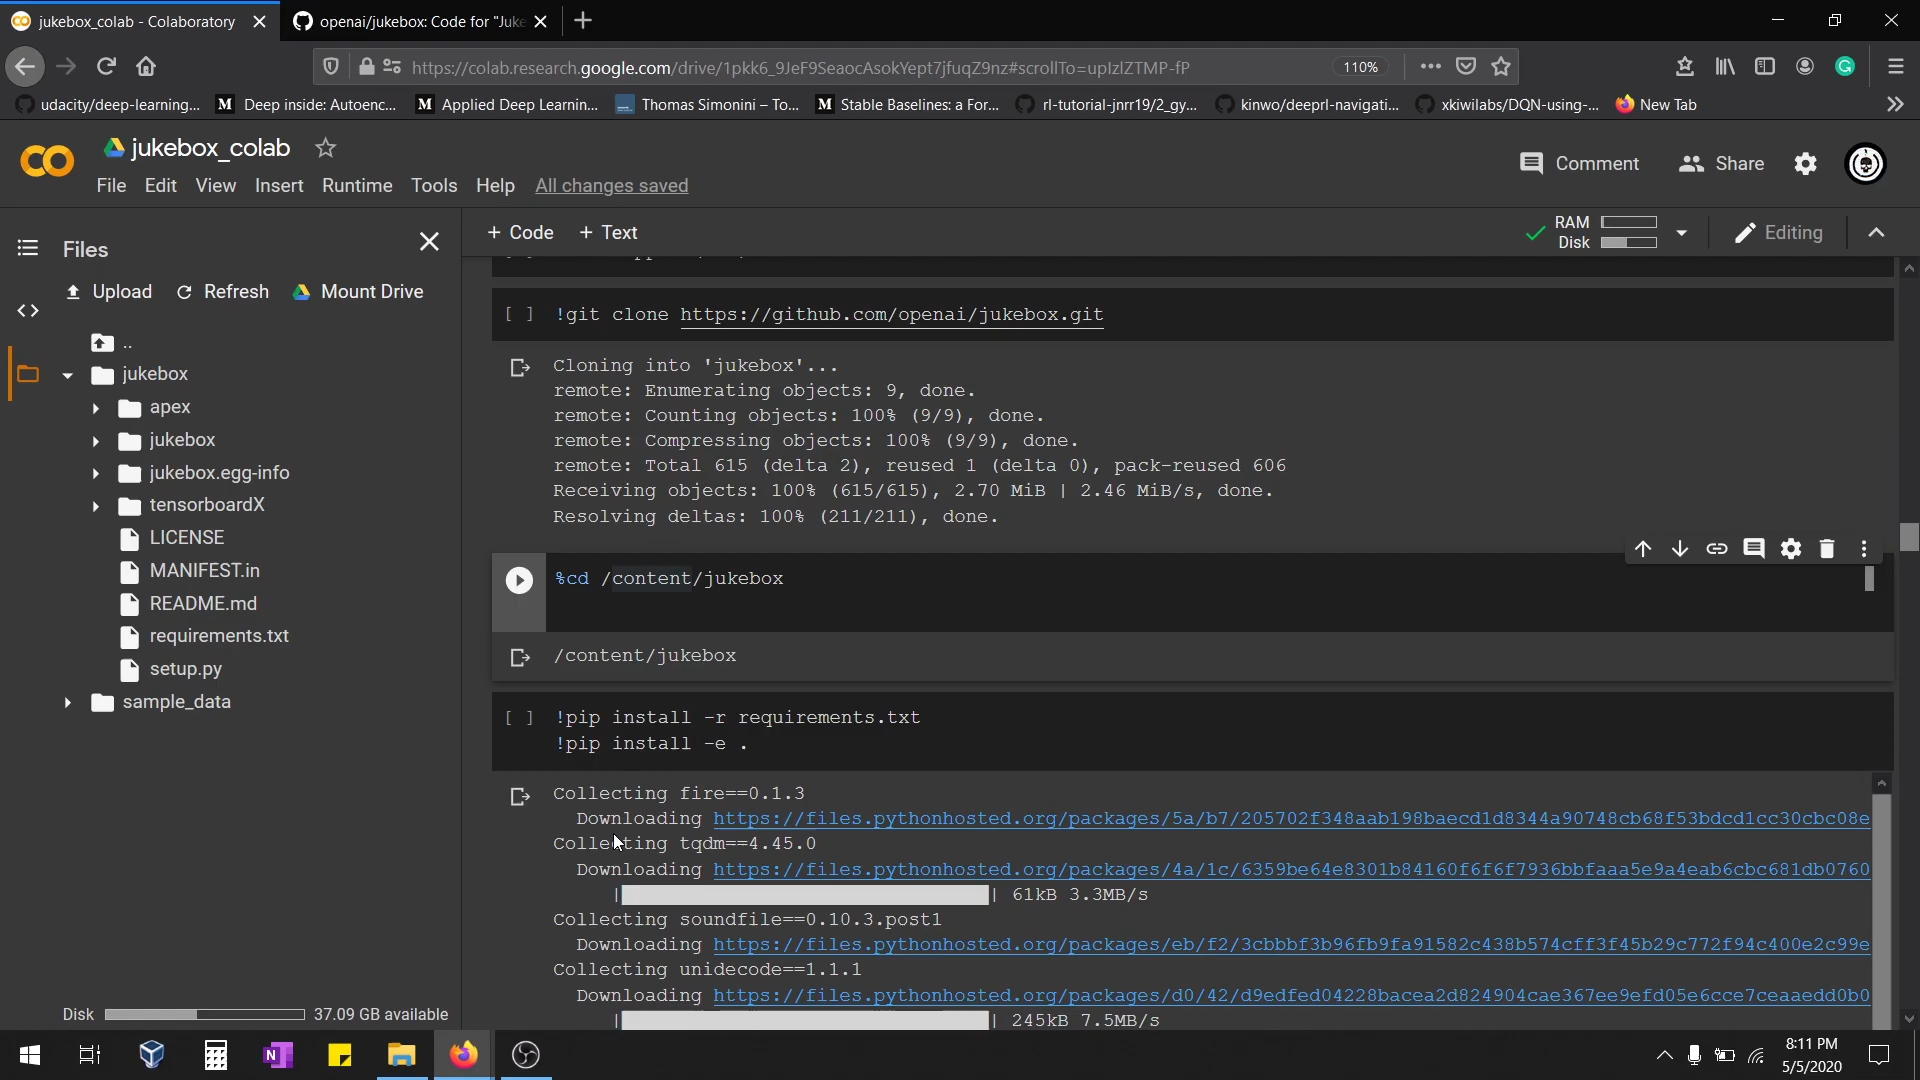 jukebox_colab - Colaboratory
openai/jukebox: Code for "Juke
https://colab.research.google.com/drive/1pkk6_9JeF9SeaocAsokYept7jfuqZ9nz#scrollTo=upIzIZTMP-fP
110%
udacity/deep-learning...
Deep inside: Autoenc...
Applied Deep Learnin...
Thomas Simonini – To...
Stable Baselines: a For...
rl-tutorial-jnrr19/2_gy...
kinwo/deeprl-navigati...
xkiwilabs/DQN-using-...
New Tab
jukebox_colab
Comment
Share
File Edit View Insert Runtime Tools Help All changes saved
Files
+ Code + Text
RAM
Disk
Editing
Upload Refresh Mount Drive
..
jukebox
apex
jukebox
jukebox.egg-info
tensorboardX
LICENSE
MANIFEST.in
README.md
requirements.txt
setup.py
sample_data
Disk 37.09 GB available
[ ] !git clone https://github.com/openai/jukebox.git
Cloning into 'jukebox'...
remote: Enumerating objects: 9, done.
remote: Counting objects: 100% (9/9), done.
remote: Compressing objects: 100% (9/9), done.
remote: Total 615 (delta 2), reused 1 (delta 0), pack-reused 606
Receiving objects: 100% (615/615), 2.70 MiB | 2.46 MiB/s, done.
Resolving deltas: 100% (211/211), done.
%cd /content/jukebox
/content/jukebox
[ ] !pip install -r requirements.txt
!pip install -e .
Collecting fire==0.1.3
Downloading https://files.pythonhosted.org/packages/5a/b7/205702f348aab198baecd1d8344a90748cb68f53bdcd1cc30cbc08e
Collecting tqdm==4.45.0
Downloading https://files.pythonhosted.org/packages/4a/1c/6359be64e8301b84160f6f6f7936bbfaaa5e9a4eab6cbc681db0760
| | 61kB 3.3MB/s
Collecting soundfile==0.10.3.post1
Downloading https://files.pythonhosted.org/packages/eb/f2/3cbbbf3b96fb9fa91582c438b574cff3f45b29c772f94c400e2c99e
Collecting unidecode==1.1.1
Downloading https://files.pythonhosted.org/packages/d0/42/d9edfed04228bacea2d824904cae367ee9efd05e6cce7ceaaedd0b0
| | 245kB 7.5MB/s
8:11 PM
5/5/2020